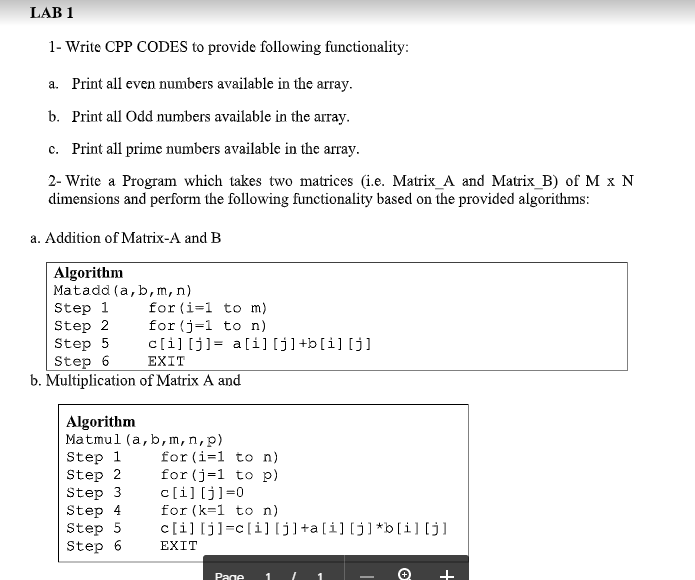 LAB 1
1- Write CPP CODES to provide following functionality:
a. Print all even numbers available in the array.
b. Print all Odd numbers available in the array.
c. Print all prime numbers available in the array.
2- Write a Program which takes two matrices (i.e. Matrix_A and Matrix_B) of M x N
dimensions and perform the following functionality based on the provided algorithms:
a. Addition of Matrix-A and B
Algorithm
Matadd(a,b,m,n)
Step 1 for(i=1 to m)
Step 2 for(j=1 to n)
Step 5 c[i][j]= a[i][j]+b[i][j]
Step 6 EXIT
b. Multiplication of Matrix A and
Algorithm
Matmul(a,b,m,n,p)
Step 1 for(i=1 to n)
Step 2 for(j=1 to p)
Step 3 c[i][j]=0
Step 4 for(k=1 to n)
Step 5 c[i][j]=c[i][j]+a[i][j]*b[i][j]
Step 6 EXIT
Page 1 / 1